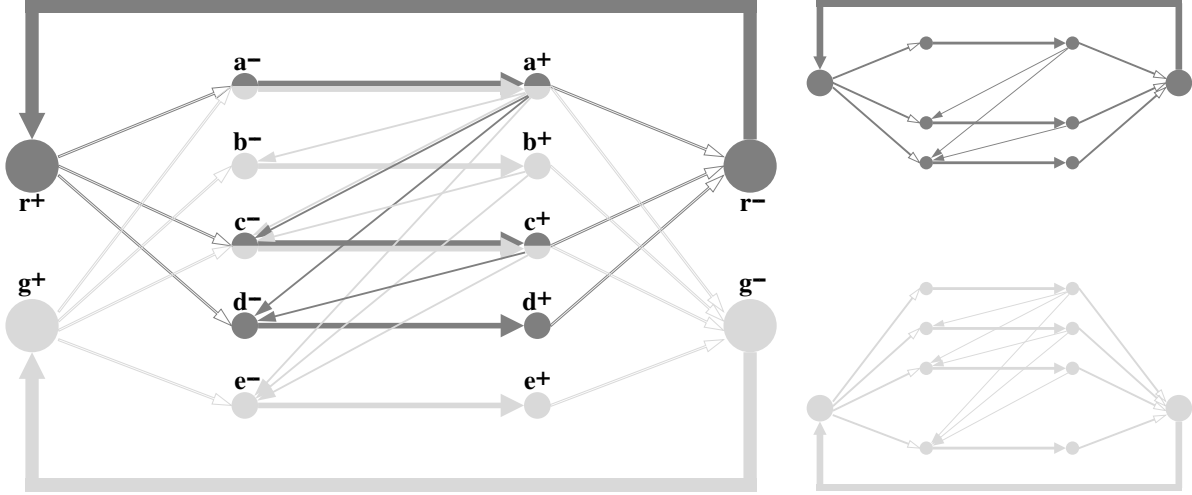 a− a+
b− b+
r+ r−
c− c+
g+ g−
d− d+
e− e+